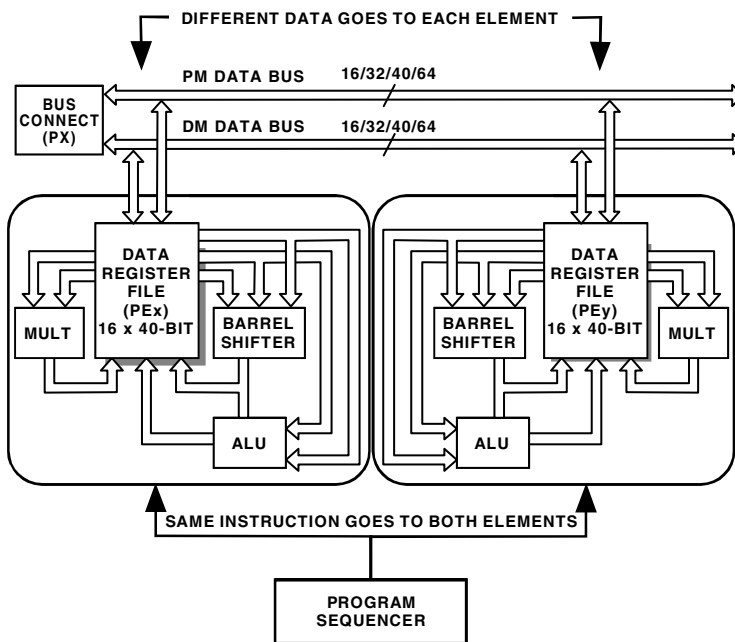 DIFFERENT DATA GOES TO EACH ELEMENT
PM DATA BUS 16/32/40/64
BUS
CONNECT
(PX)
DM DATA BUS 16/32/40/64
DATA
REGISTER
FILE
(PEx)
16 x 40-BIT
MULT
BARREL
SHIFTER
ALU
DATA
REGISTER
FILE
(PEy)
16 x 40-BIT
BARREL
SHIFTER
MULT
ALU
SAME INSTRUCTION GOES TO BOTH ELEMENTS
PROGRAM
SEQUENCER